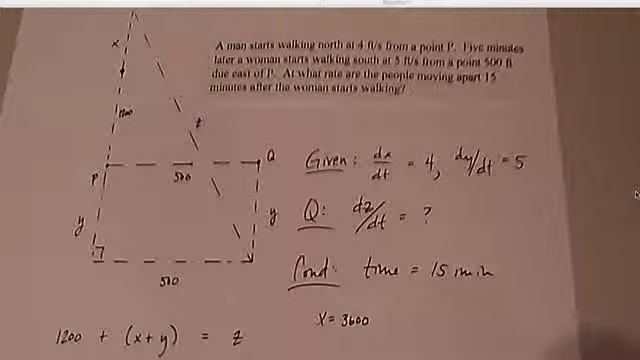 A man starts walking north at 4 ft/s from a point P. Five minutes
later a woman starts walking south at 5 ft/s from a point 500 ft
due east of P. At what rate are the people moving apart 15
minutes after the woman starts walking?
x
1200
z
P
500
Q
y
y
500
Given: dx/dt = 4, dy/dt = 5
Q: dz/dt = ?
Cond: time = 15 min
x = 3600
1200 + (x+y) = z